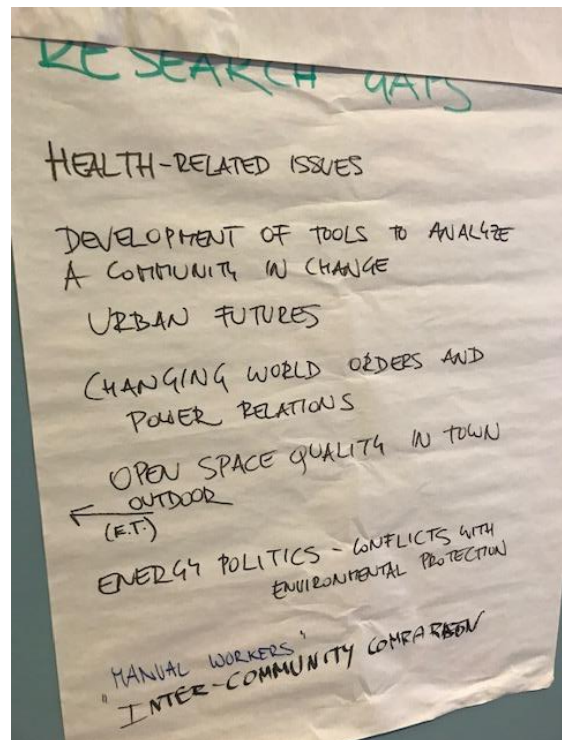 RESEARCH GAPS
HEALTH-RELATED ISSUES
DEVELOPMENT OF TOOLS TO ANALYZE
A COMMUNITY IN CHANGE
URBAN FUTURES
CHANGING WORLD ORDERS AND
POWER RELATIONS
OPEN SPACE QUALITY IN TOWN
OUTDOOR
(E.T.)
ENERGY POLITICS - CONFLICTS WITH
ENVIRONMENTAL PROTECTION
MANUAL WORKERS"
"INTER-COMMUNITY COMPARISON